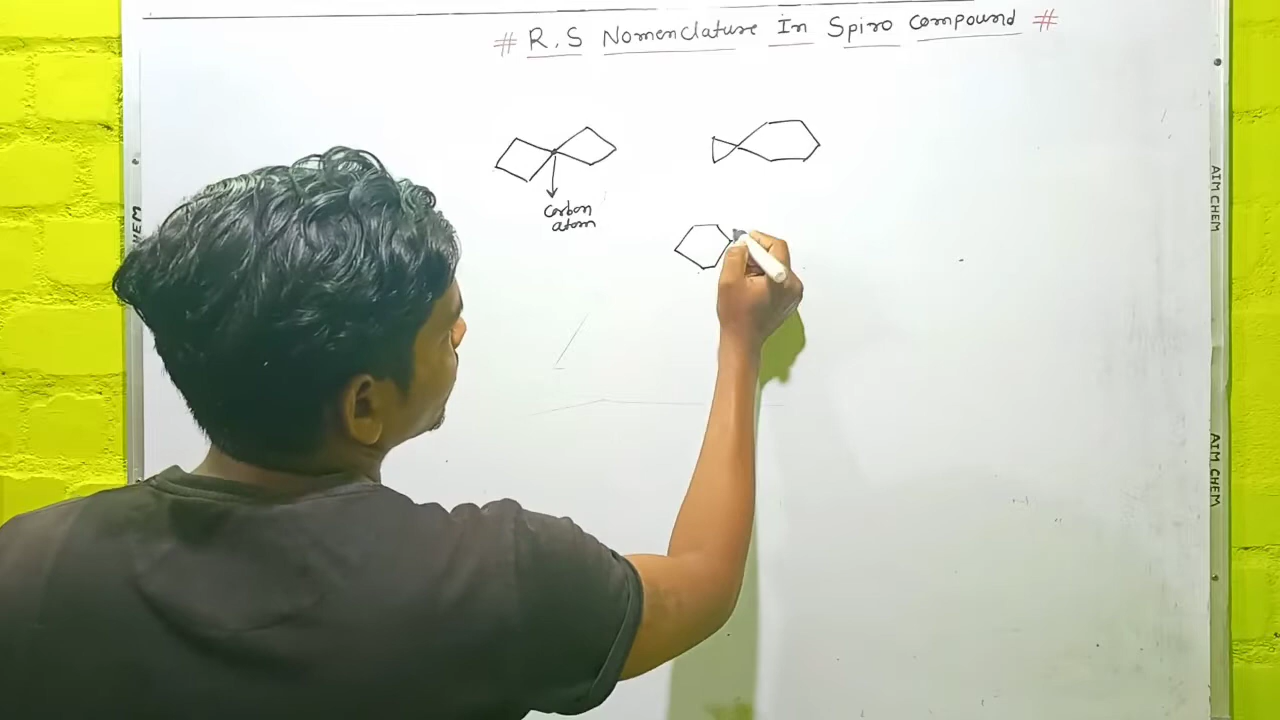 # R.S Nomenclature In Spiro compound #
carbon
atom
AIM CHEM
AIM CHEM